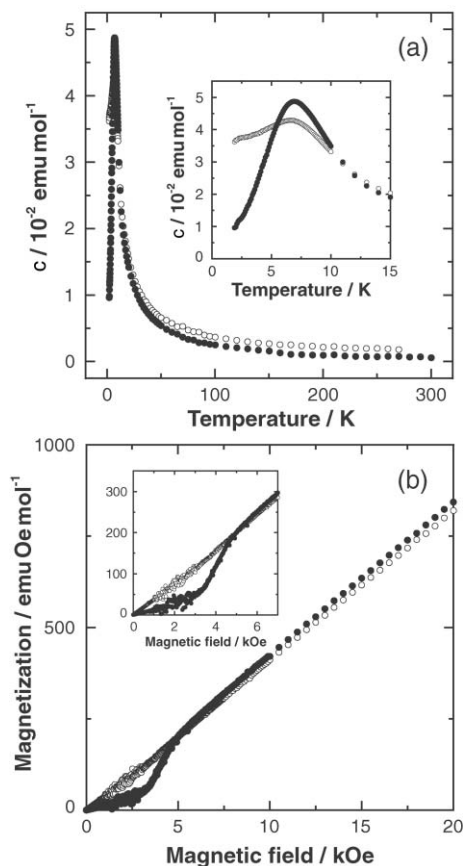 (a)
c / 10⁻² emu mol⁻¹
5
4
3
2
1
0
c / 10⁻² emu mol⁻¹
5
4
3
2
1
0
0 5 10 15
Temperature / K
0 100 200 300
Temperature / K
(b)
Magnetization / emu Oe mol⁻¹
1000
500
0
300
200
100
50
0
0 2 4 6
Magnetic field / kOe
0 5 10 15 20
Magnetic field / kOe